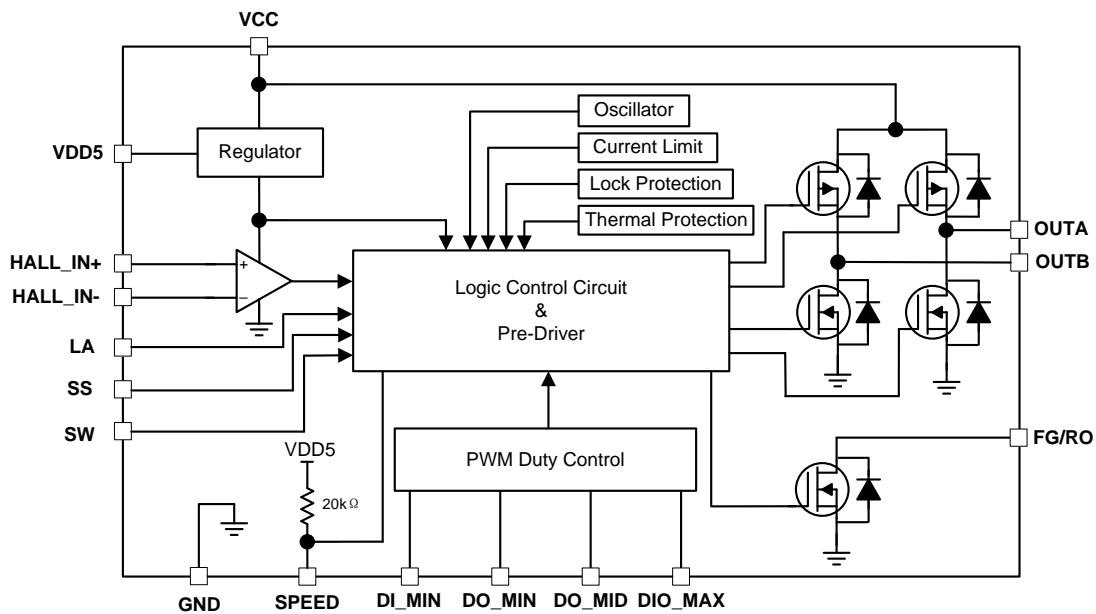 VCC
Oscillator
VDD5
Regulator
Current Limit
Lock Protection
Thermal Protection
OUTA
HALL_IN+
+
OUTB
HALL_IN-
−
Logic Control Circuit
&
Pre-Driver
LA
SS
SW
VDD5
PWM Duty Control
FG/RO
20kΩ
GND
SPEED
DI_MIN
DO_MIN
DO_MID
DIO_MAX